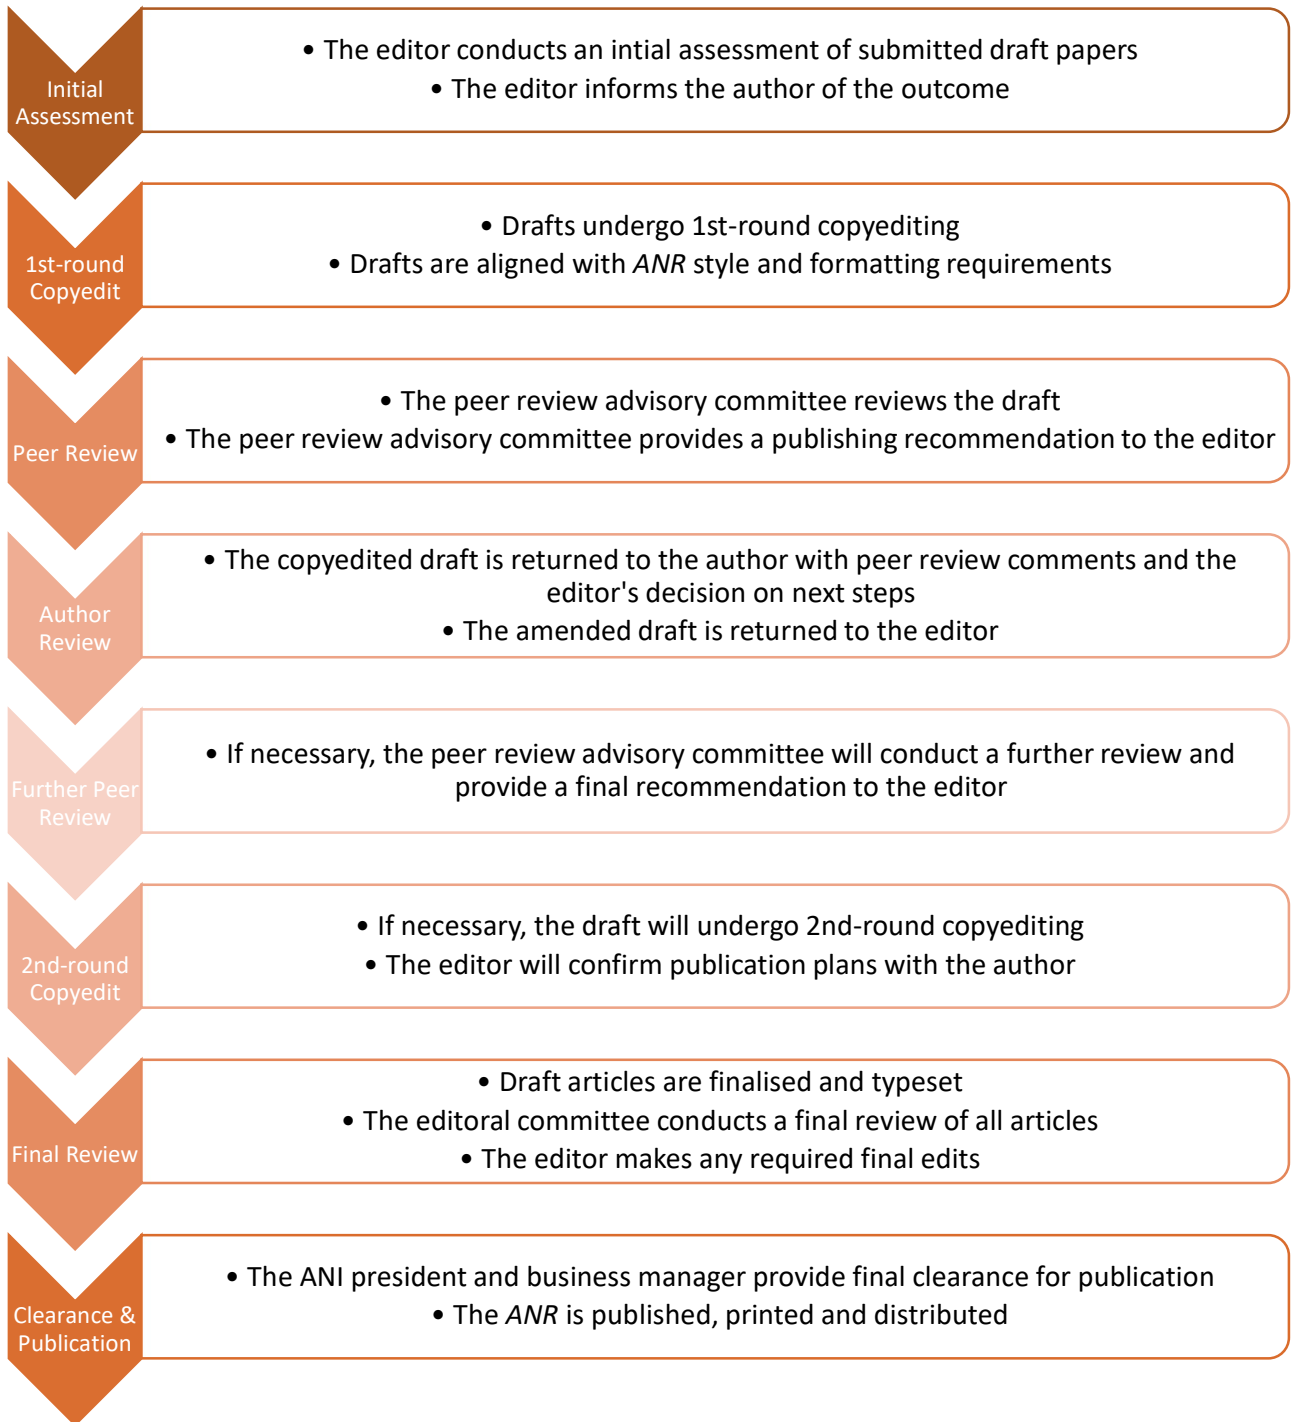 Initial
Assessment
• The editor conducts an intial assessment of submitted draft papers
• The editor informs the author of the outcome
1st-round
Copyedit
• Drafts undergo 1st-round copyediting
• Drafts are aligned with ANR style and formatting requirements
Peer Review
• The peer review advisory committee reviews the draft
• The peer review advisory committee provides a publishing recommendation to the editor
Author
Review
• The copyedited draft is returned to the author with peer review comments and the
editor's decision on next steps
• The amended draft is returned to the editor
Further Peer
Review
• If necessary, the peer review advisory committee will conduct a further review and
provide a final recommendation to the editor
2nd-round
Copyedit
• If necessary, the draft will undergo 2nd-round copyediting
• The editor will confirm publication plans with the author
Final Review
• Draft articles are finalised and typeset
• The editoral committee conducts a final review of all articles
• The editor makes any required final edits
Clearance &
Publication
• The ANI president and business manager provide final clearance for publication
• The ANR is published, printed and distributed